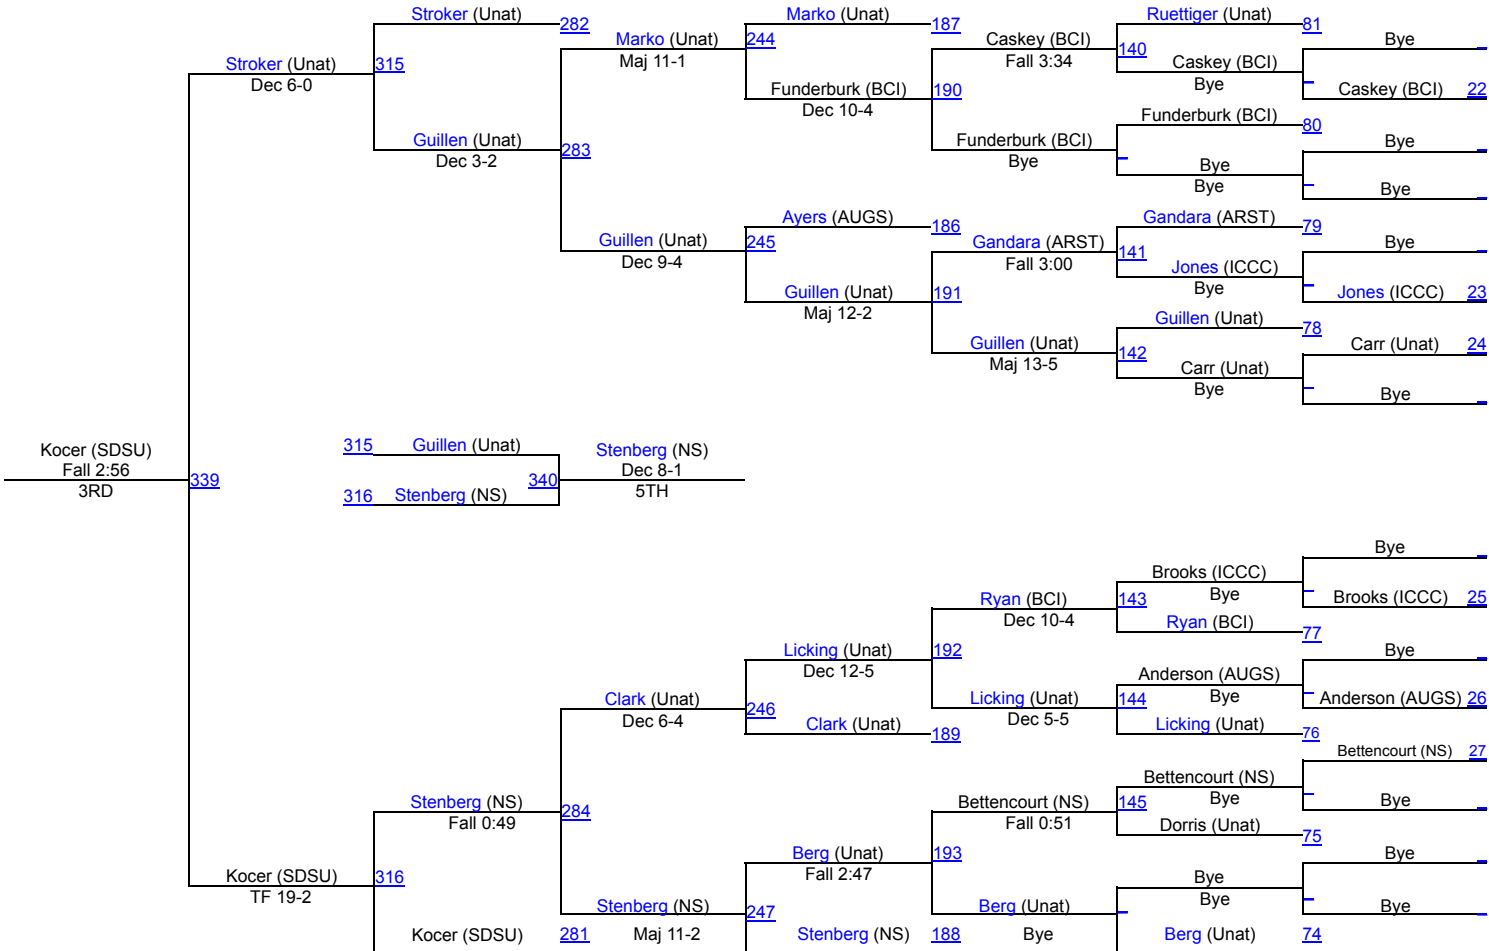 Stroker (Unat)
282
Marko (Unat)
187
Ruettiger (Unat)
81
Marko (Unat)
244
Caskey (BCI)
140
Bye
Maj 11-1
Fall 3:34
Stroker (Unat)
315
Caskey (BCI)
Dec 6-0
Bye
Funderburk (BCI)
190
Caskey (BCI)
22
Dec 10-4
Funderburk (BCI)
80
Guillen (Unat)
283
Funderburk (BCI)
Bye
Dec 3-2
Bye
Bye
Bye
Bye
Ayers (AUGS)
186
Gandara (ARST)
79
Guillen (Unat)
245
Gandara (ARST)
141
Bye
Dec 9-4
Fall 3:00
Jones (ICCC)
Bye
Guillen (Unat)
191
Jones (ICCC)
23
Maj 12-2
Guillen (Unat)
78
Guillen (Unat)
142
Carr (Unat)
24
Maj 13-5
Carr (Unat)
Bye
Bye
Kocer (SDSU)
315
Guillen (Unat)
Stenberg (NS)
Fall 2:56
339
340
Dec 8-1
3RD
316
Stenberg (NS)
5TH
Bye
Brooks (ICCC)
Bye
Ryan (BCI)
143
Brooks (ICCC)
25
Dec 10-4
Ryan (BCI)
77
Licking (Unat)
192
Bye
Dec 12-5
Anderson (AUGS)
Bye
Clark (Unat)
246
Licking (Unat)
144
Anderson (AUGS)
26
Dec 6-4
Dec 5-5
Clark (Unat)
189
Licking (Unat)
76
Bettencourt (NS)
27
Bettencourt (NS)
Bye
Stenberg (NS)
284
Bettencourt (NS)
145
Bye
Fall 0:49
Fall 0:51
Dorris (Unat)
75
Berg (Unat)
193
Bye
Fall 2:47
Kocer (SDSU)
316
Bye
TF 19-2
Bye
Stenberg (NS)
247
Berg (Unat)
Bye
Kocer (SDSU)
281
Maj 11-2
Stenberg (NS)
188
Bye
Berg (Unat)
74